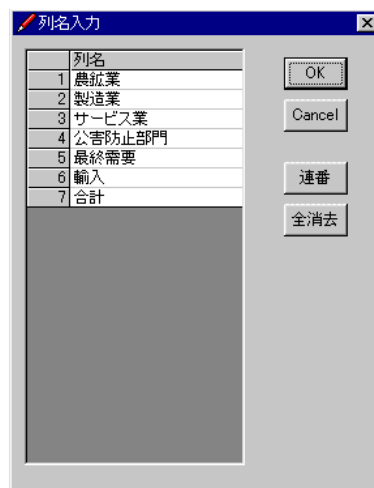 列名入力
列名
1 農鉱業
2 製造業
3 サービス業
4 公害防止部門
5 最終需要
6 輸入
7 合計
OK
Cancel
連番
全消去